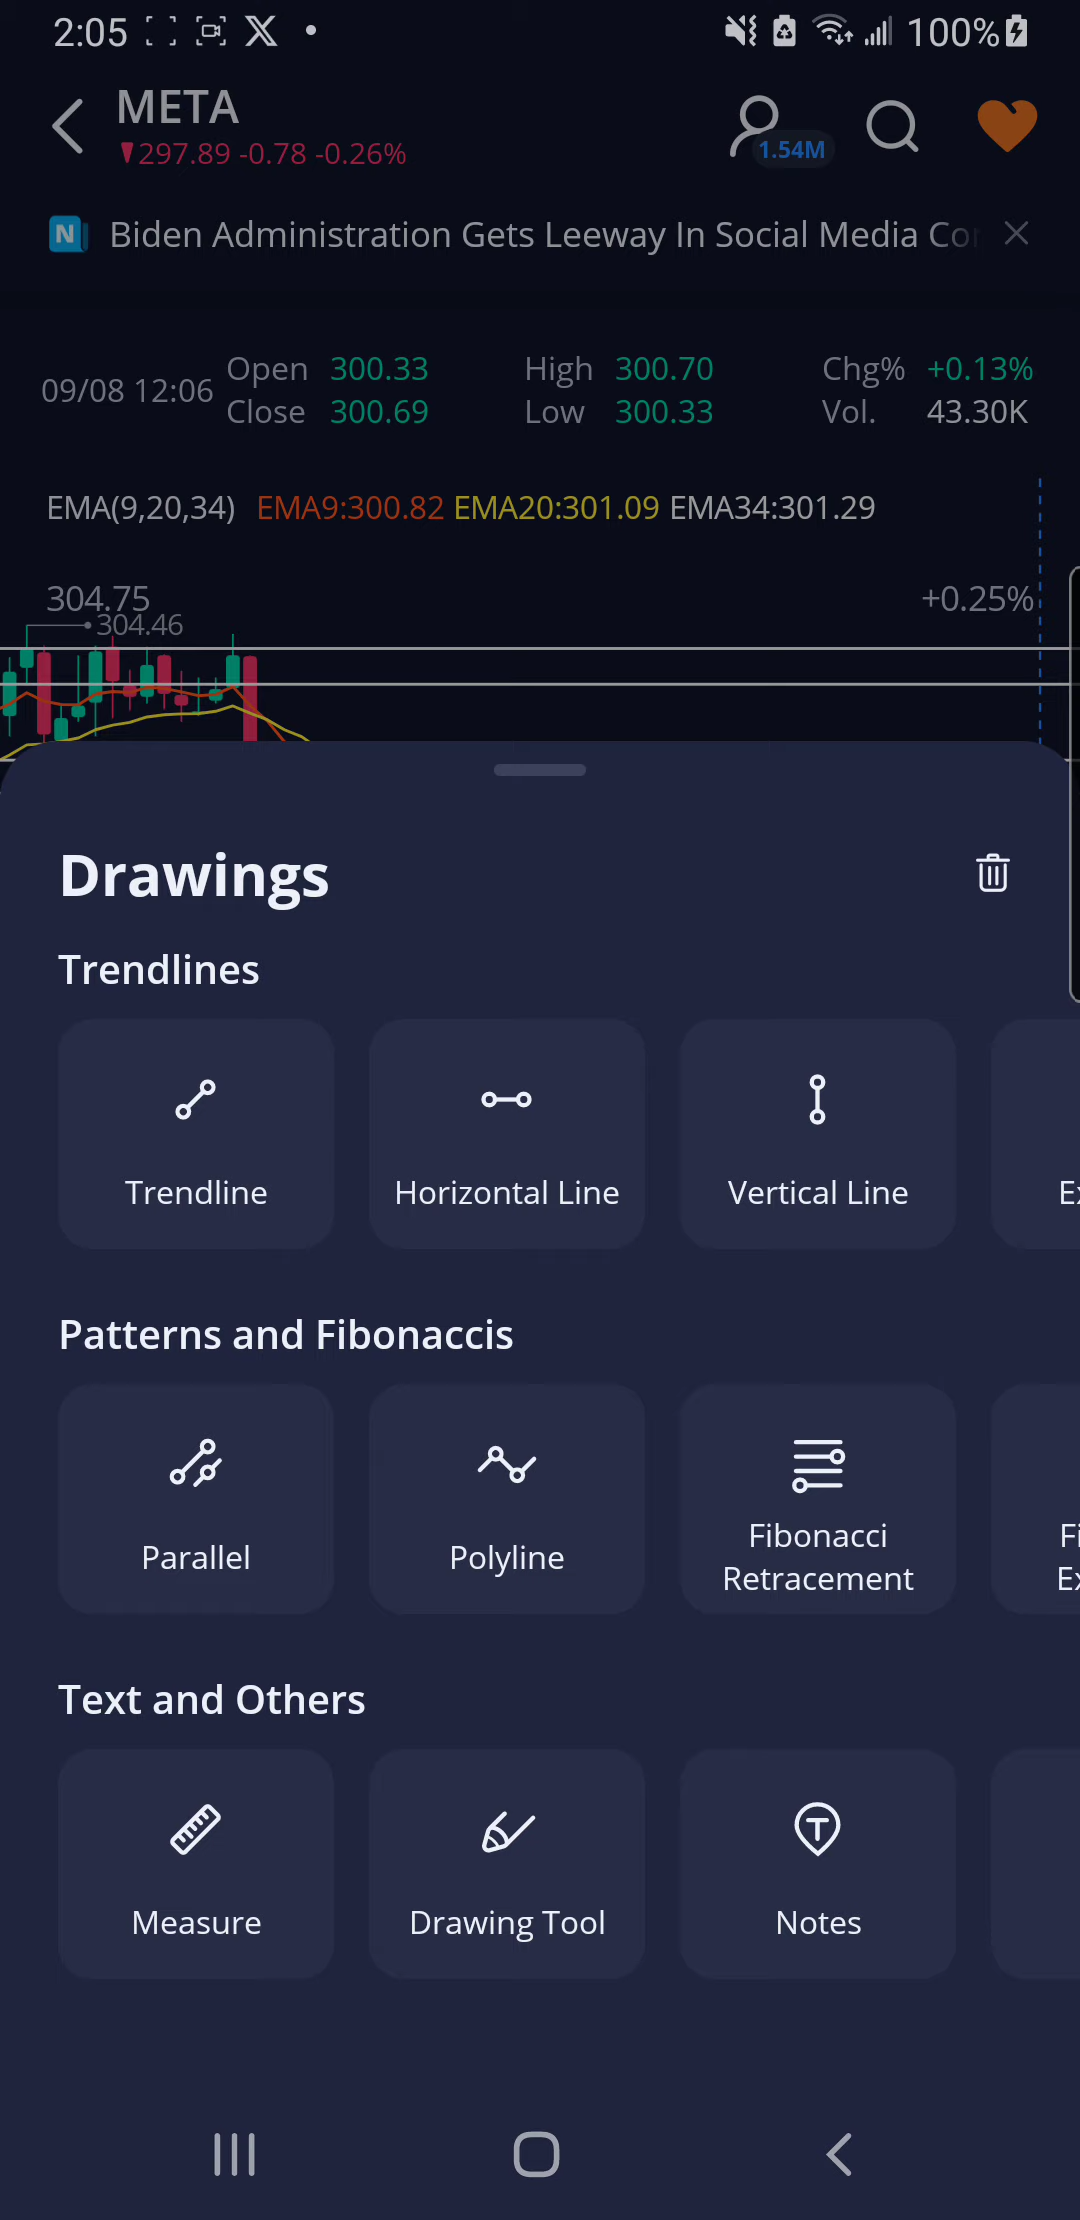 2:05 100%
META
297.89 -0.78 -0.26%
1.54M
N Biden Administration Gets Leeway In Social Media Co
09/08 12:06
Open 300.33 High 300.70 Chg% +0.13%
Close 300.69 Low 300.33 Vol. 43.30K
EMA(9,20,34) EMA9:300.82 EMA20:301.09 EMA34:301.29
304.75 +0.25%
304.46
Drawings
Trendlines
Trendline Horizontal Line Vertical Line E
Patterns and Fibonaccis
Parallel Polyline Fibonacci Retracement Fi
E
Text and Others
Measure Drawing Tool Notes
T